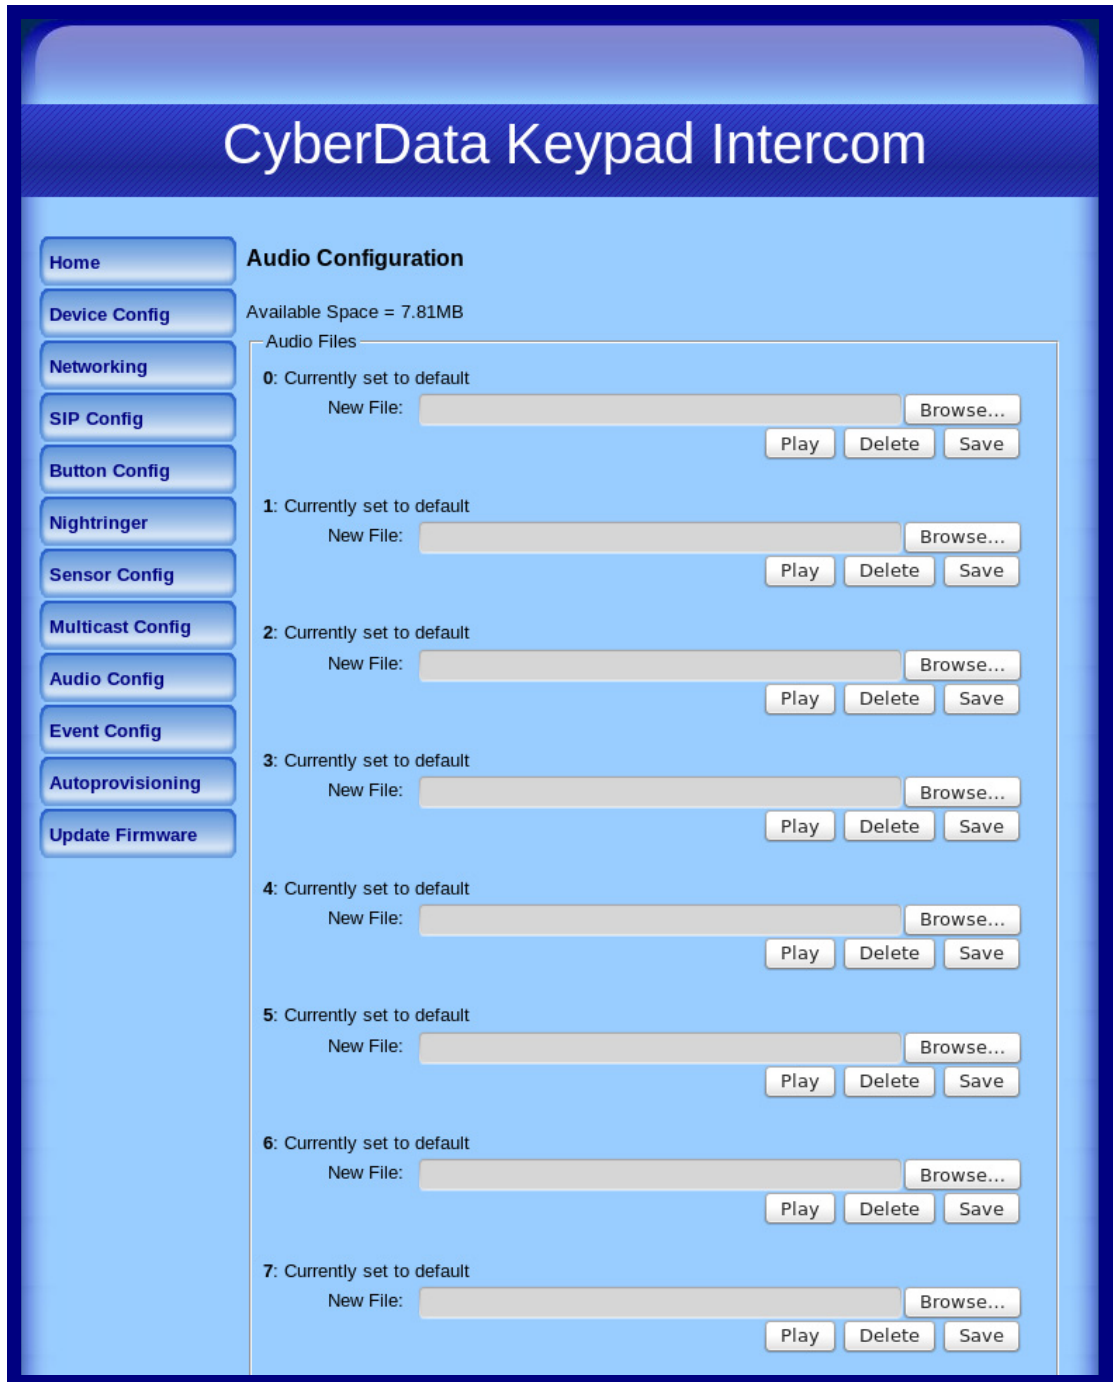 CyberData Keypad Intercom
Home
Device Config
Networking
SIP Config
Button Config
Nightringer
Sensor Config
Multicast Config
Audio Config
Event Config
Autoprovisioning
Update Firmware
Audio Configuration
Available Space = 7.81MB
Audio Files
0: Currently set to default
New File: Browse...
Play Delete Save
1: Currently set to default
New File: Browse...
Play Delete Save
2: Currently set to default
New File: Browse...
Play Delete Save
3: Currently set to default
New File: Browse...
Play Delete Save
4: Currently set to default
New File: Browse...
Play Delete Save
5: Currently set to default
New File: Browse...
Play Delete Save
6: Currently set to default
New File: Browse...
Play Delete Save
7: Currently set to default
New File: Browse...
Play Delete Save